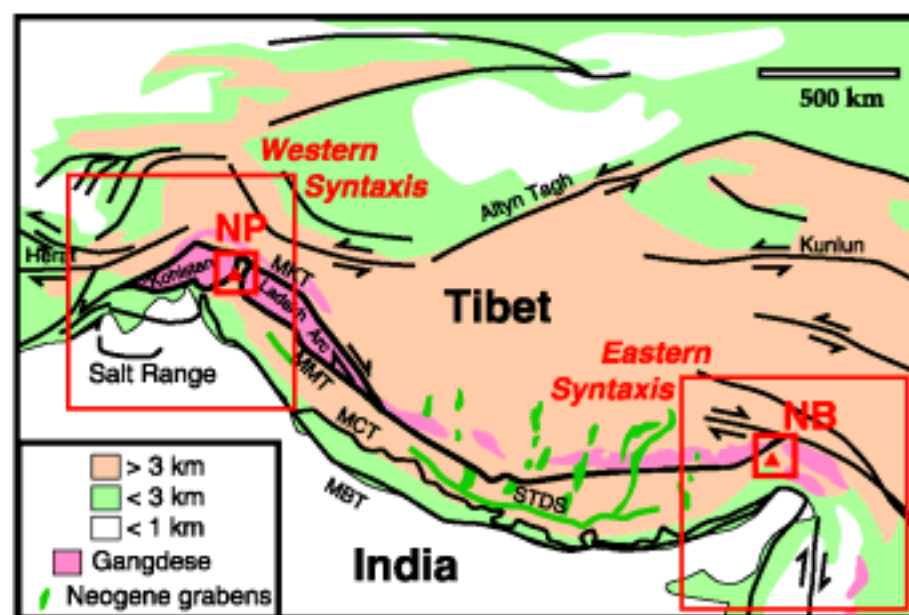 500 km
Western
Syntaxis
Altyn Tagh
NP
Herat
Kunlun
Kohistan
MKT
Ladakh Arc
Tibet
Eastern
Syntaxis
Salt Range
MMT
MCT
NB
STDS
MBT
> 3 km
< 3 km
< 1 km
Gangdese
Neogene grabens
India